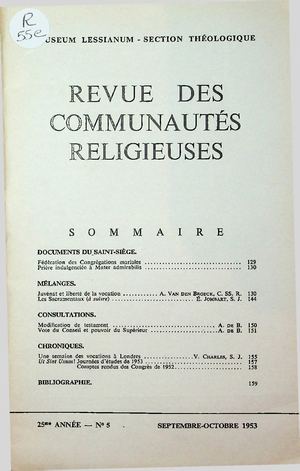 R
55e
MUSEUM LESSIANUM - SECTION THÉOLOGIQUE
REVUE DES
COMMUNAUTÉS
RELIGIEUSES
SOMMAIRE
DOCUMENTS DU SAINT-SIÈGE.
Fédération des Congrégations mariales ........ 129
Prière indulgenciée à Mater admirabilis ........ 130
MÉLANGES.
Juvénat et liberté de la vocation ........ A. VAN DEN BROECK, C. SS. R. 130
Les Sacramentaux (à suivre) ........ É. JOMBART, S. J. 144
CONSULTATIONS.
Modification de testament ........ A. DE B. 150
Voix du Conseil et pouvoir du Supérieur ........ A. DE B. 151
CHRONIQUES.
Une semaine des vocations à Londres ........ V. CHARLES, S. J. 155
Ut Sint Unum! Journées d'études de 1953 ........ 157
Comptes rendus des Congrès de 1952 ........ 158
BIBLIOGRAPHIE. 159
25me ANNÉE — No 5 SEPTEMBRE-OCTOBRE 1953